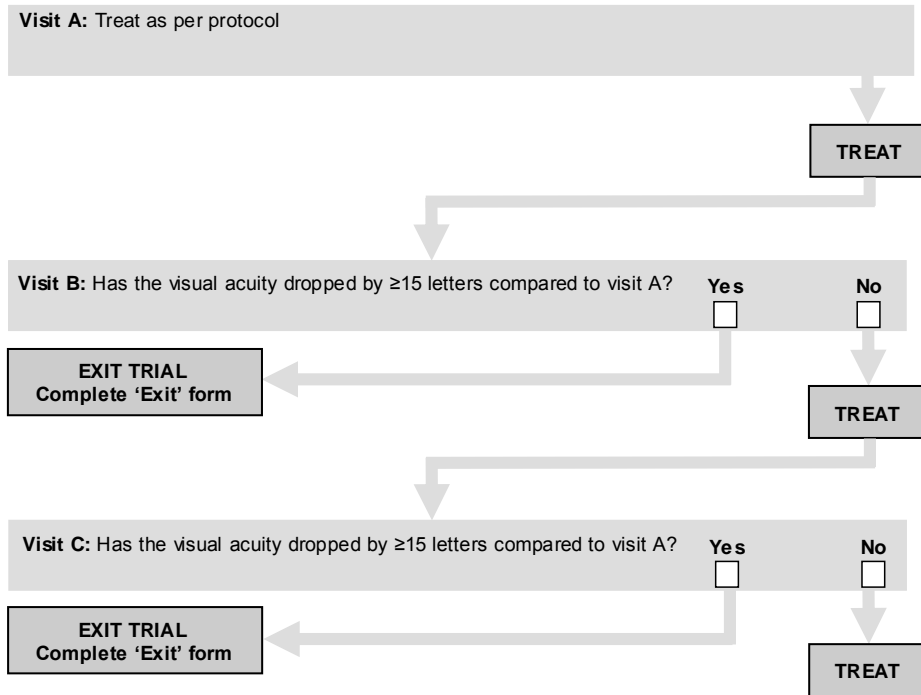 Visit A: Treat as per protocol
TREAT
Visit B: Has the visual acuity dropped by ≥15 letters compared to visit A? Yes No
EXIT TRIAL
Complete ‘Exit’ form
TREAT
Visit C: Has the visual acuity dropped by ≥15 letters compared to visit A? Yes No
EXIT TRIAL
Complete ‘Exit’ form
TREAT